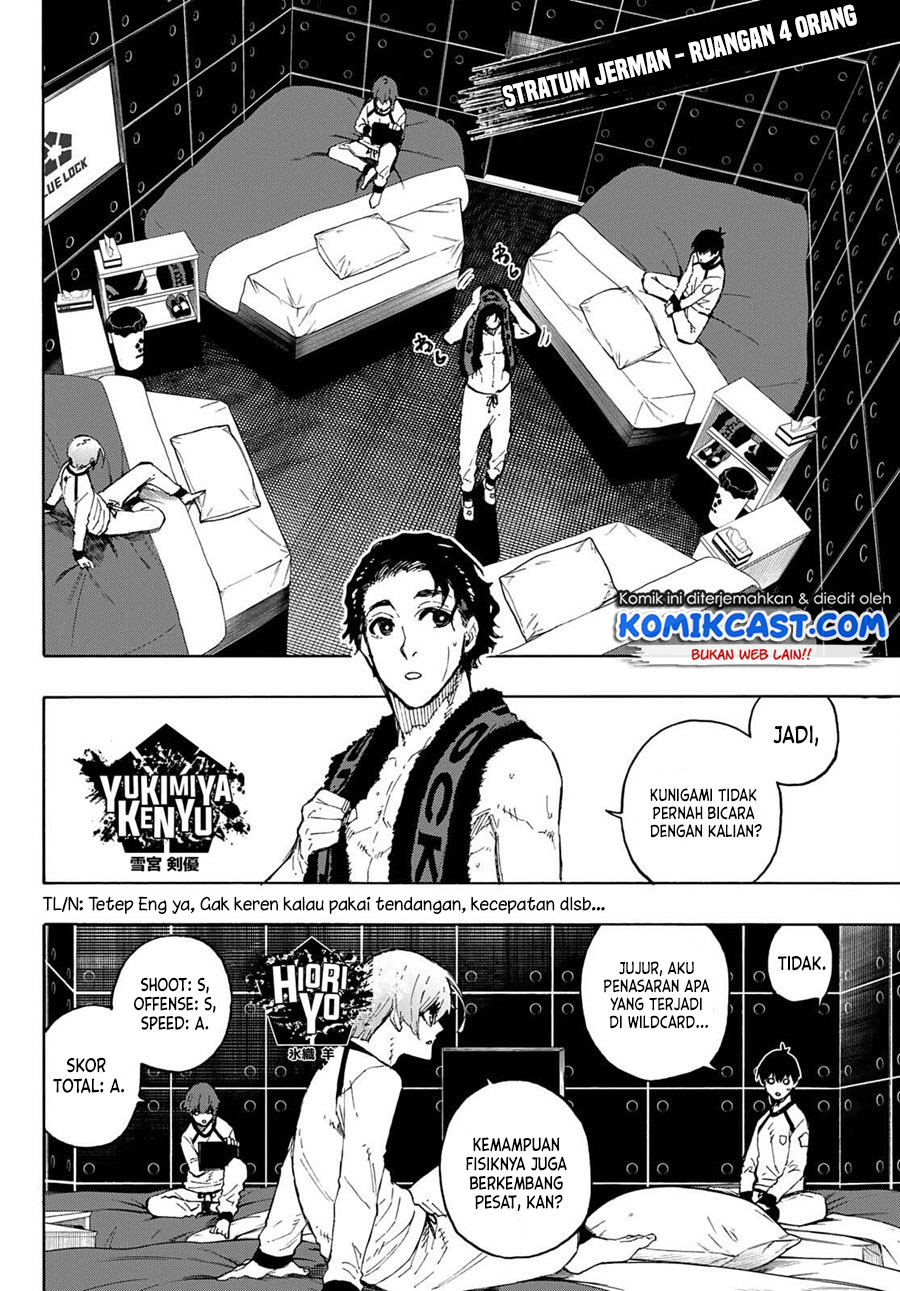 STRATUM JERMAN - RUANGAN 4 ORANG
BLUE LOCK
わし
わし
Komik ini diterjemahkan & diedit oleh
KOMIKCAST.COM
BUKAN WEB LAIN!!
JADI,
KUNIGAMI TIDAK
PERNAH BICARA
DENGAN KALIAN?
OCK
YUKIMIYA
KENYU
雪宮 剣優
TL/N: Tetep Eng ya, Gak keren kalau pakai tendangan, kecepatan dlsb...
TIDAK.
JUJUR, AKU
PENASARAN APA
YANG TERJADI
DI WILDCARD...
HIORI
YO
氷織 羊
KEMAMPUAN
FISIKNYA JUGA
BERKEMBANG
PESAT, KAN?
SHOOT: S,
OFFENSE: S,
SPEED: A.
SKOR
TOTAL: A.